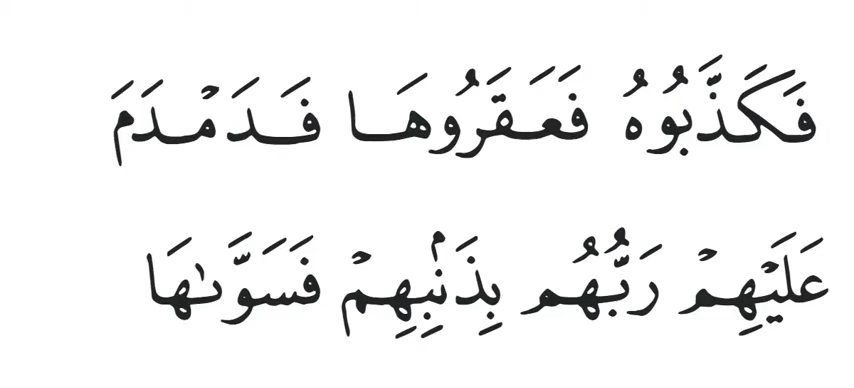 فَكَذَّبُوهُ فَعَقَرُوهَا فَدَمْدَمَ
عَلَيْهِمْ رَبُّهُم بِذَنۢبِهِمْ فَسَوَّىٰهَا